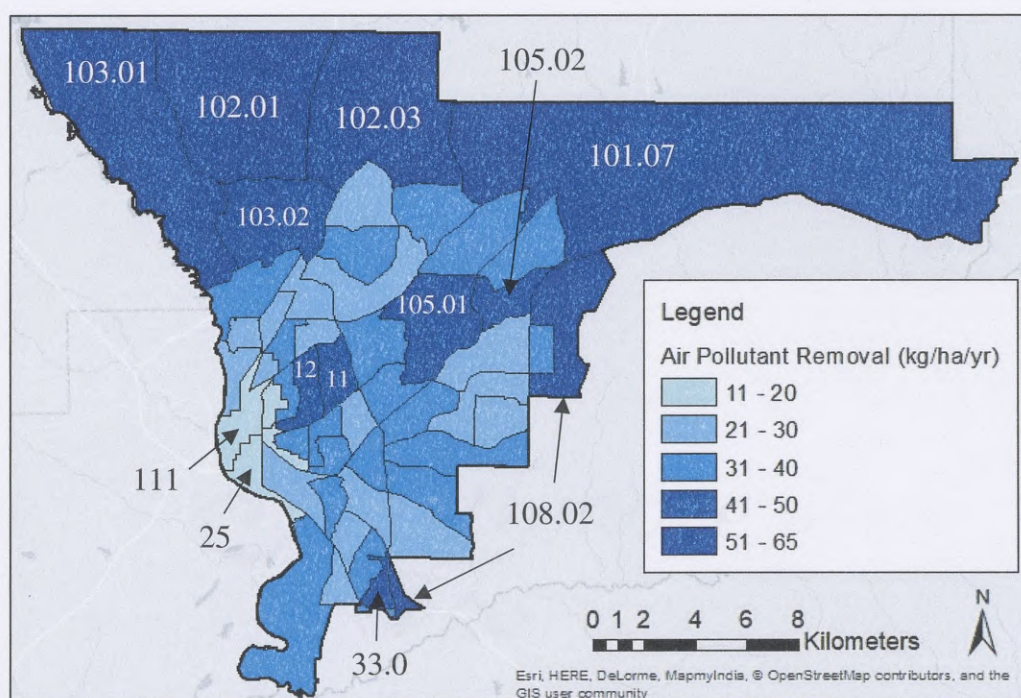 103.01
102.01
102.03
105.02
101.07
103.02
105.01
12
11
111
25
108.02
33.0
Legend
Air Pollutant Removal (kg/ha/yr)
11 - 20
21 - 30
31 - 40
41 - 50
51 - 65
N
0 1 2 4 6 8
Kilometers
Esri, HERE, DeLorme, MapmyIndia, © OpenStreetMap contributors, and the
GIS user community